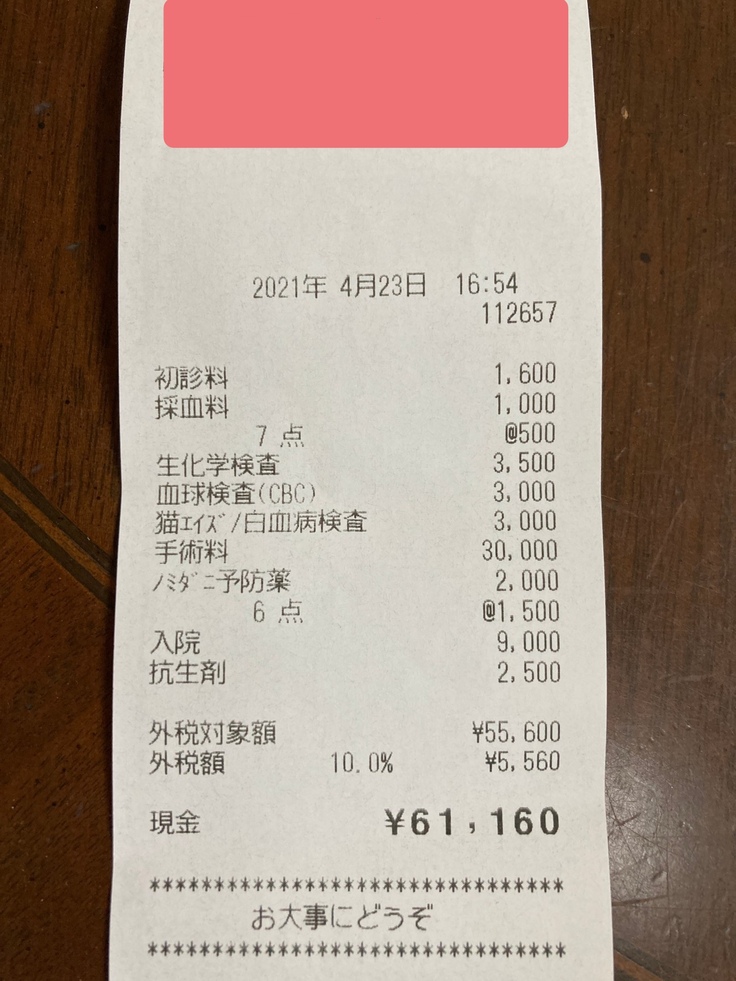 2021年 4月23日 16:54
112657
初診料 1,600
採血料 1,000
7 点 @500
生化学検査 3,500
血球検査(CBC) 3,000
猫ｴｲｽﾞ/白血病検査 3,000
手術料 30,000
ﾉﾐﾀﾞﾆ予防薬 2,000
6 点 @1,500
入院 9,000
抗生剤 2,500
外税対象額 ¥55,600
外税額 10.0% ¥5,560
現金 ¥61,160
********************************
お大事にどうぞ
********************************